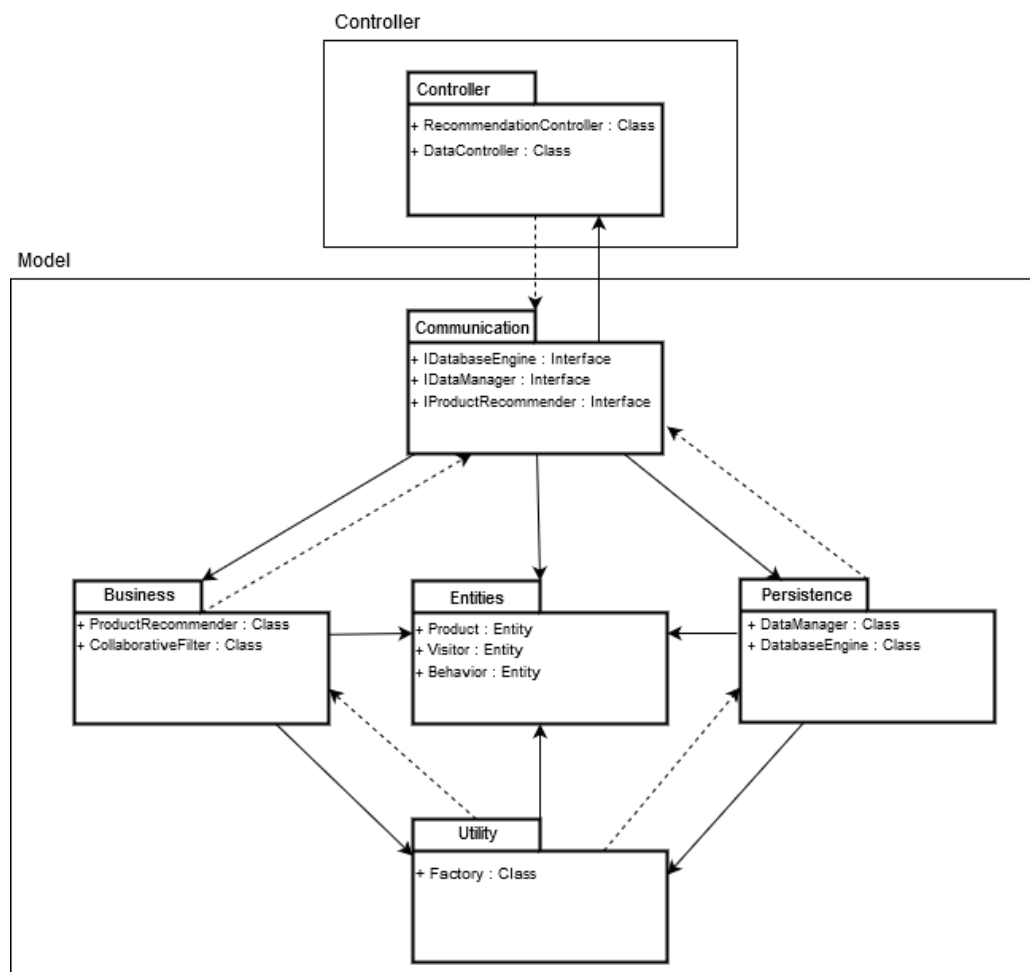 Controller
Controller
+ RecommendationController : Class
+ DataController : Class
Model
Communication
+ IDatabaseEngine : Interface
+ IDataManager : Interface
+ IProductRecommender : Interface
Business
+ ProductRecommender : Class
+ CollaborativeFilter : Class
Entities
+ Product : Entity
+ Visitor : Entity
+ Behavior : Entity
Persistence
+ DataManager : Class
+ DatabaseEngine : Class
Utility
+ Factory : Class